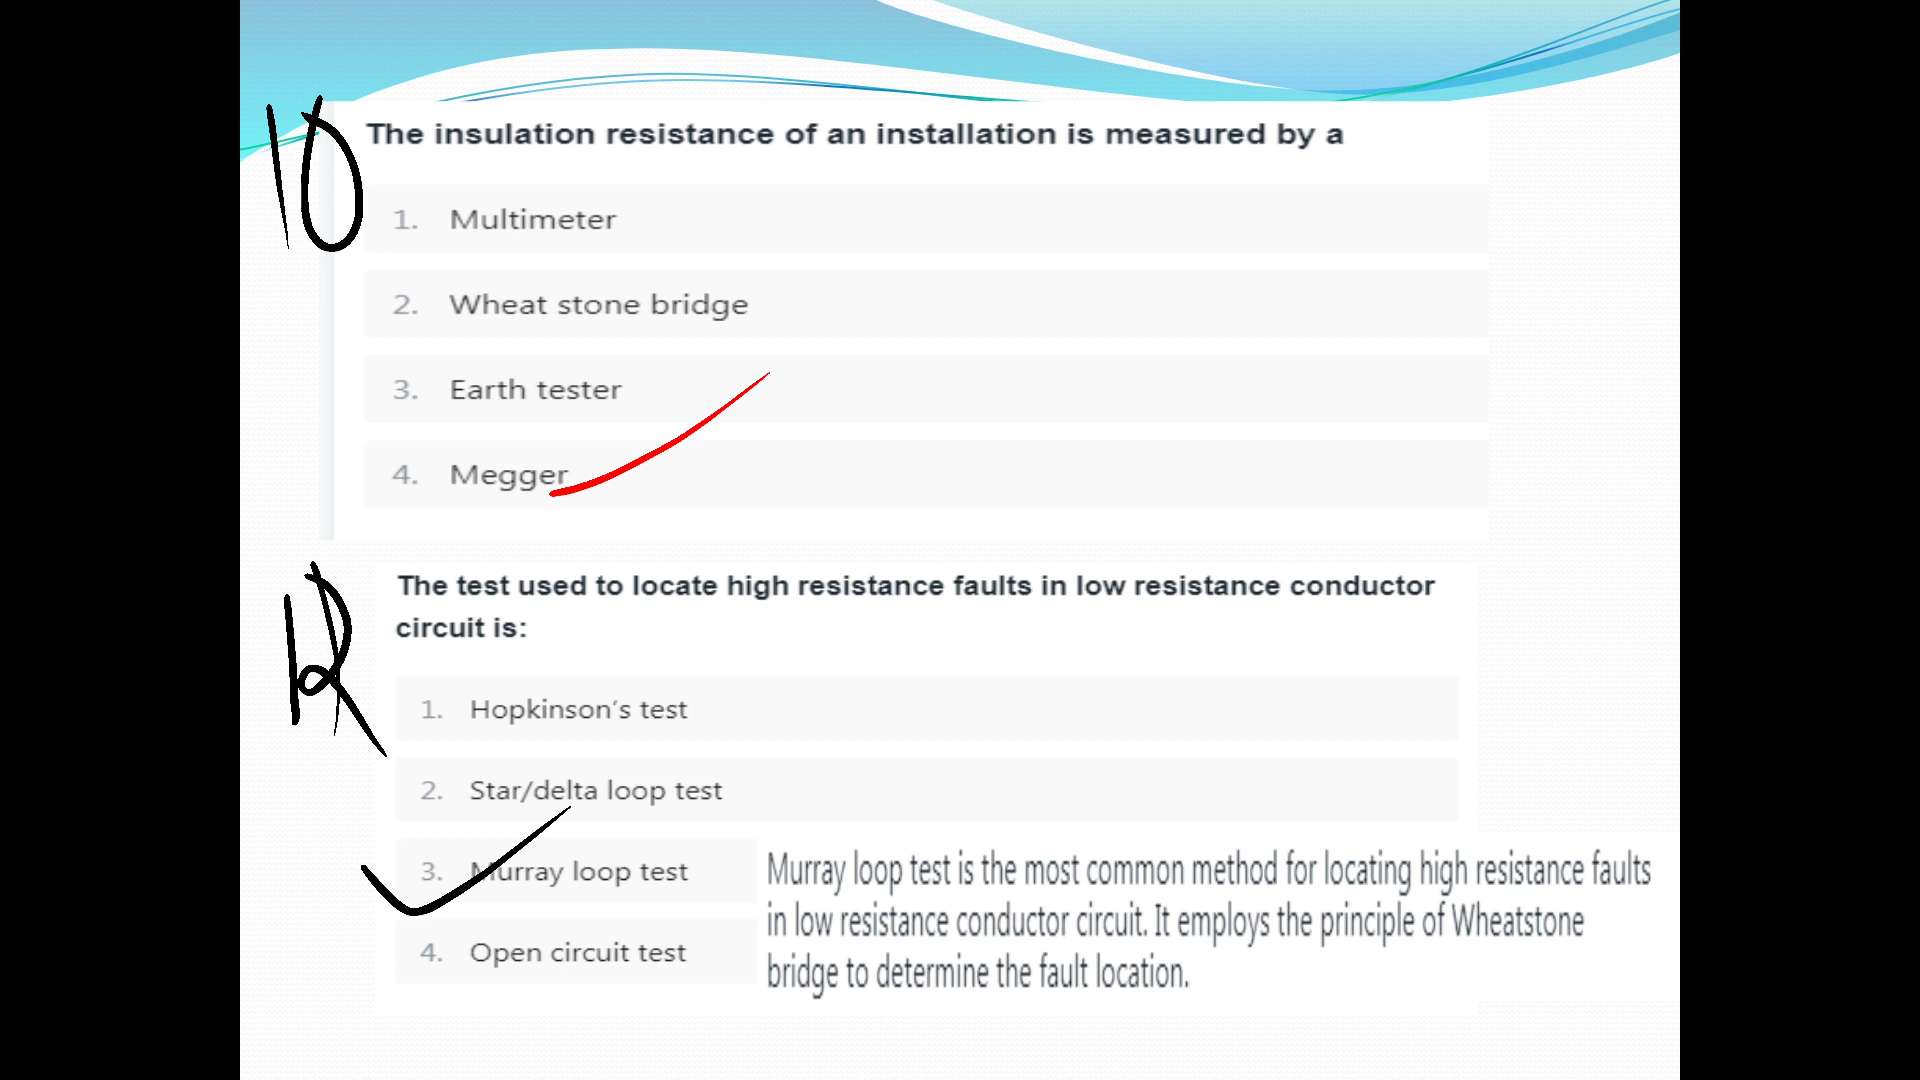 10
The insulation resistance of an installation is measured by a
1. Multimeter
2. Wheat stone bridge
3. Earth tester
4. Megger
The test used to locate high resistance faults in low resistance conductor
circuit is:
1. Hopkinson's test
2. Star/delta loop test
3. Murray loop test
4. Open circuit test
Murray loop test is the most common method for locating high resistance faults
in low resistance conductor circuit. It employs the principle of Wheatstone
bridge to determine the fault location.